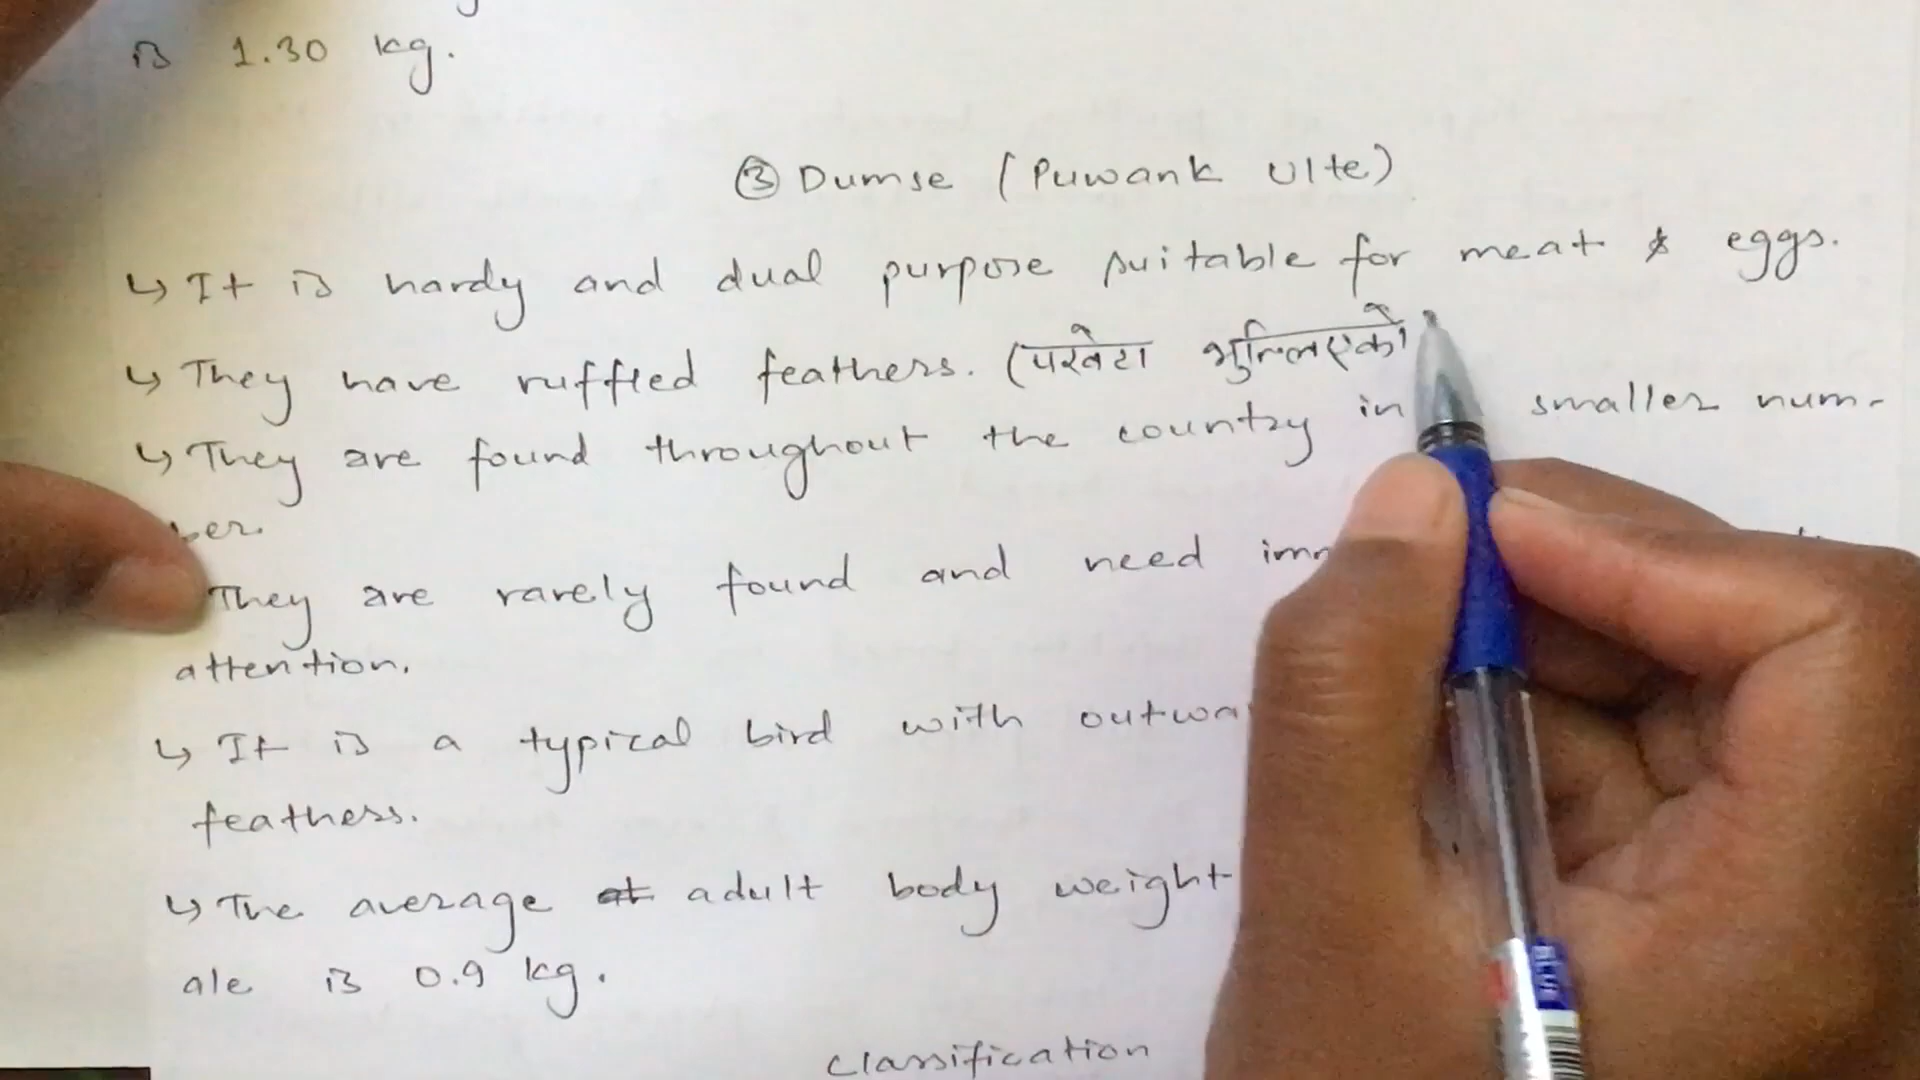 is 1.30 kg.
③ Dumse (Puwank Ulte)
↳ It is hardy and dual purpose suitable for meat & eggs.
↳ They have ruffled feathers. (प्वेटा भुत्लिएको
↳ They are found throughout the country in smaller num-
ber.
They are rarely found and need
attention.
↳ It is a typical bird with
feathers.
↳ The average adult body weight
ale is 0.9 kg.
Classification